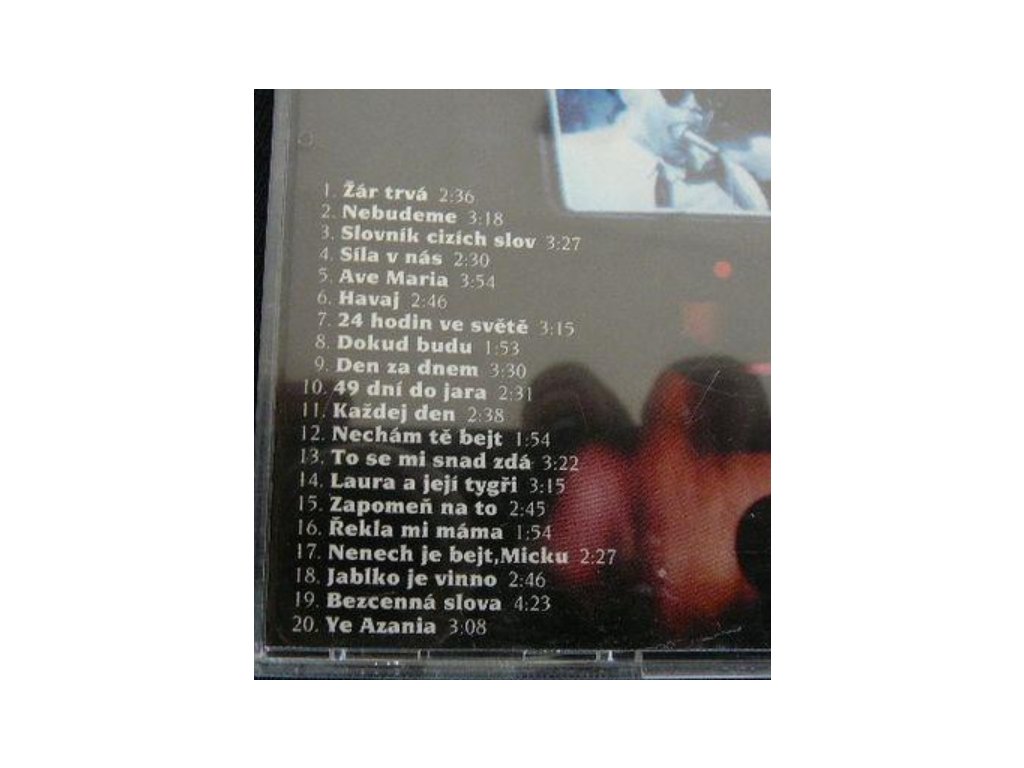 1. Žár trvá 2:36
2. Nebudeme 3:18
3. Slovník cizích slov 3:27
4. Síla v nás 2:30
5. Ave Maria 3:54
6. Havaj 2:46
7. 24 hodin ve světě 3:15
8. Dokud budu 1:53
9. Den za dnem 3:30
10. 49 dní do jara 2:31
11. Každej den 2:38
12. Nechám tě bejt 1:54
13. To se mi snad zdá 3:22
14. Laura a její tygři 3:15
15. Zapomeň na to 2:45
16. Řekla mi máma 1:54
17. Nenech je bejt,Micku 2:27
18. Jablko je vinno 2:46
19. Bezcenná slova 4:23
20. Ye Azania 3:08